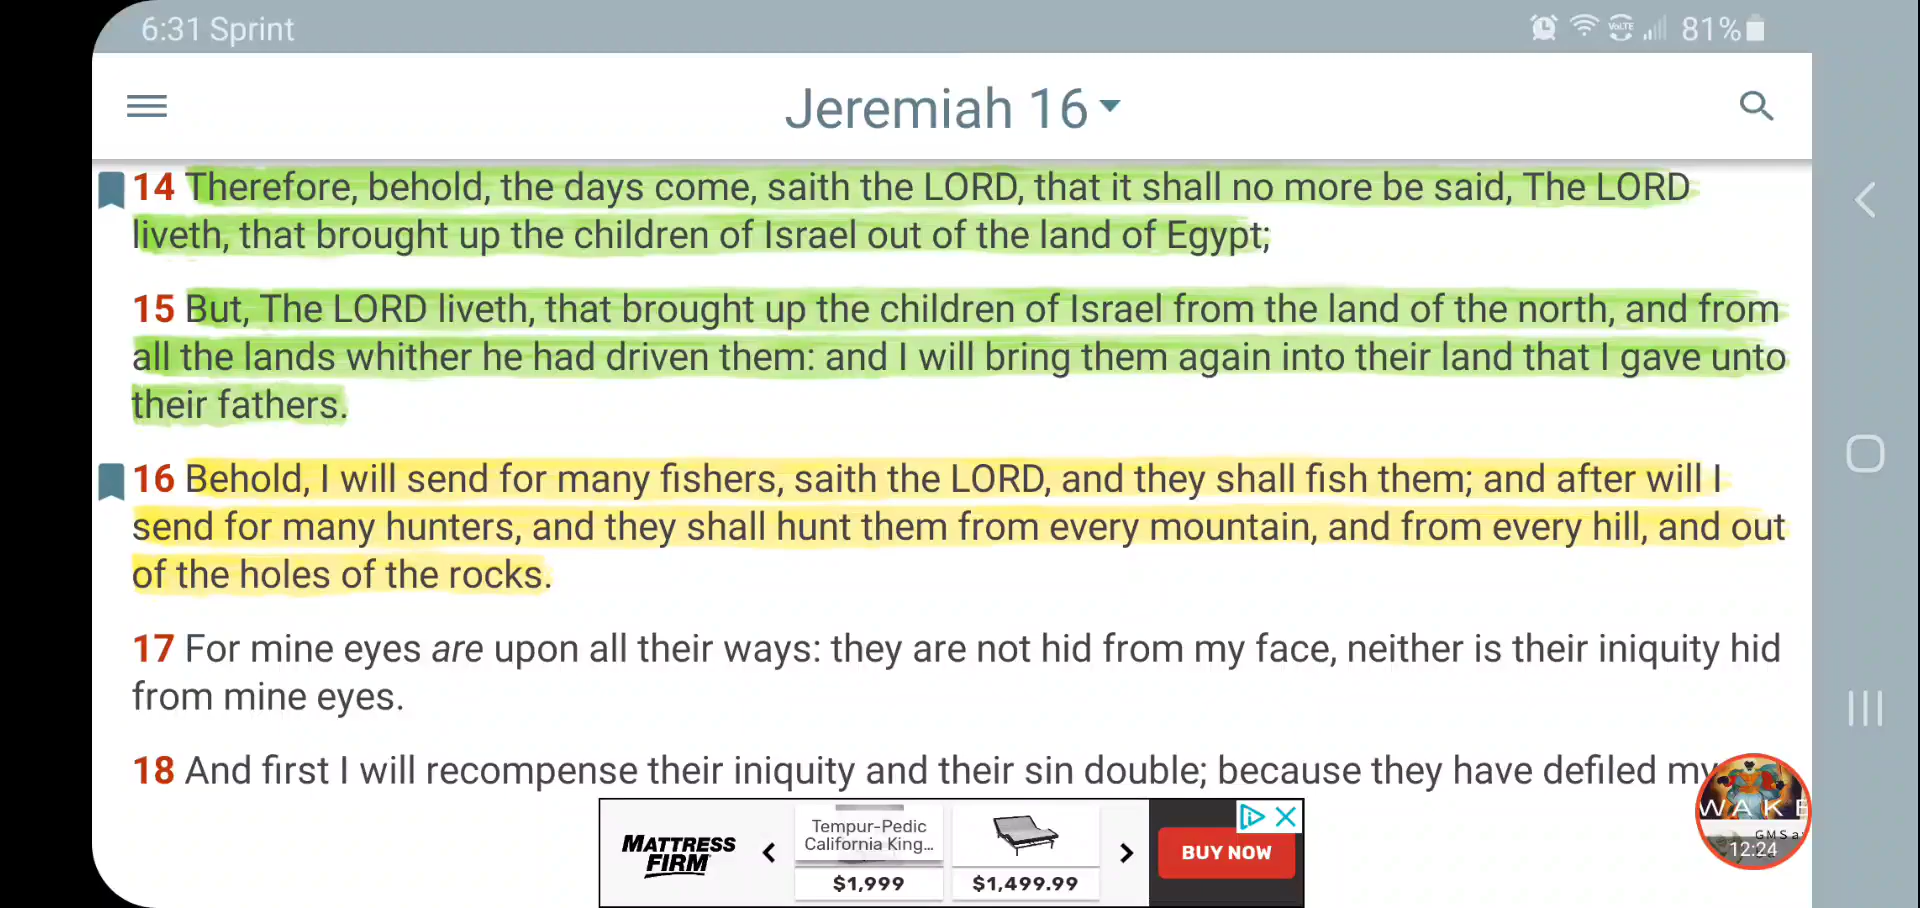 6:31 Sprint
VoLTE
81%
Jeremiah 16
14 Therefore, behold, the days come, saith the LORD, that it shall no more be said, The LORD
liveth, that brought up the children of Israel out of the land of Egypt;
15 But, The LORD liveth, that brought up the children of Israel from the land of the north, and from
all the lands whither he had driven them: and I will bring them again into their land that I gave unto
their fathers.
16 Behold, I will send for many fishers, saith the LORD, and they shall fish them; and after will I
send for many hunters, and they shall hunt them from every mountain, and from every hill, and out
of the holes of the rocks.
17 For mine eyes are upon all their ways: they are not hid from my face, neither is their iniquity hid
from mine eyes.
18 And first I will recompense their iniquity and their sin double; because they have defiled my
WAKE
GMSa
12:24
MATTRESS
FIRM
Tempur-Pedic
California King...
$1,999
$1,499.99
BUY NOW